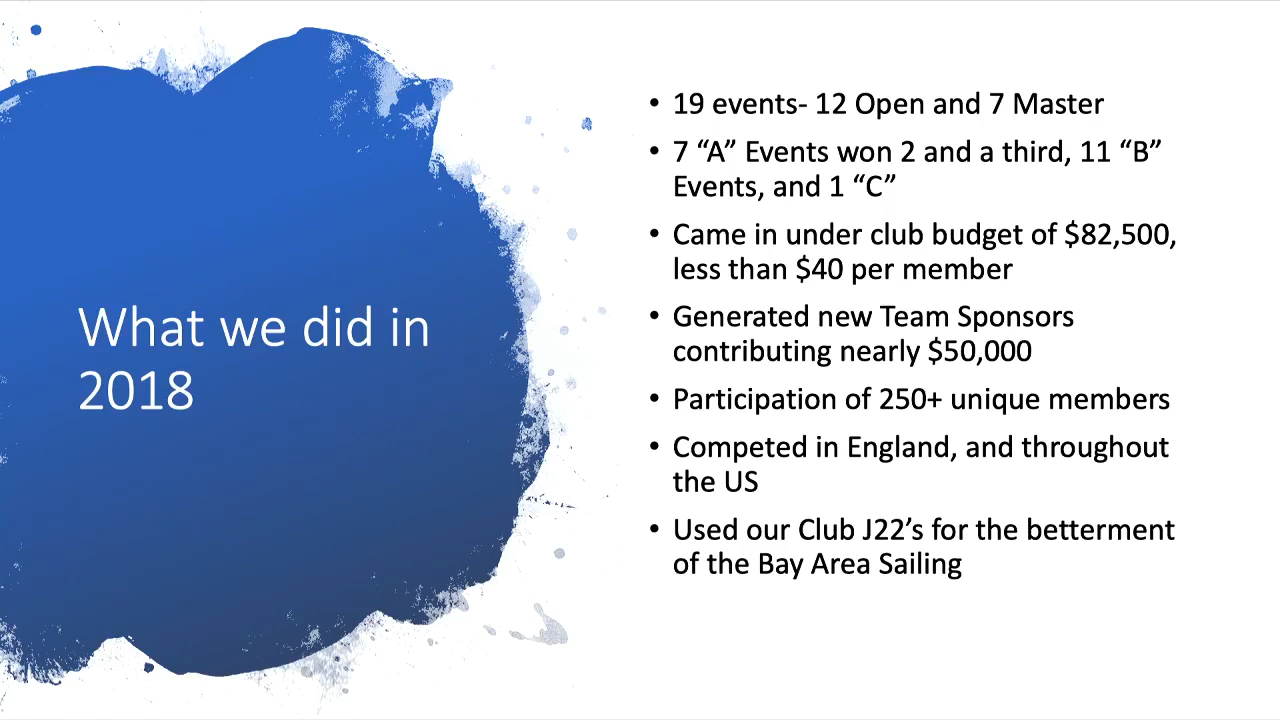 What we did in
2018
• 19 events- 12 Open and 7 Master
• 7 “A” Events won 2 and a third, 11 “B”
Events, and 1 “C”
• Came in under club budget of $82,500,
less than $40 per member
• Generated new Team Sponsors
contributing nearly $50,000
• Participation of 250+ unique members
• Competed in England, and throughout
the US
• Used our Club J22’s for the betterment
of the Bay Area Sailing